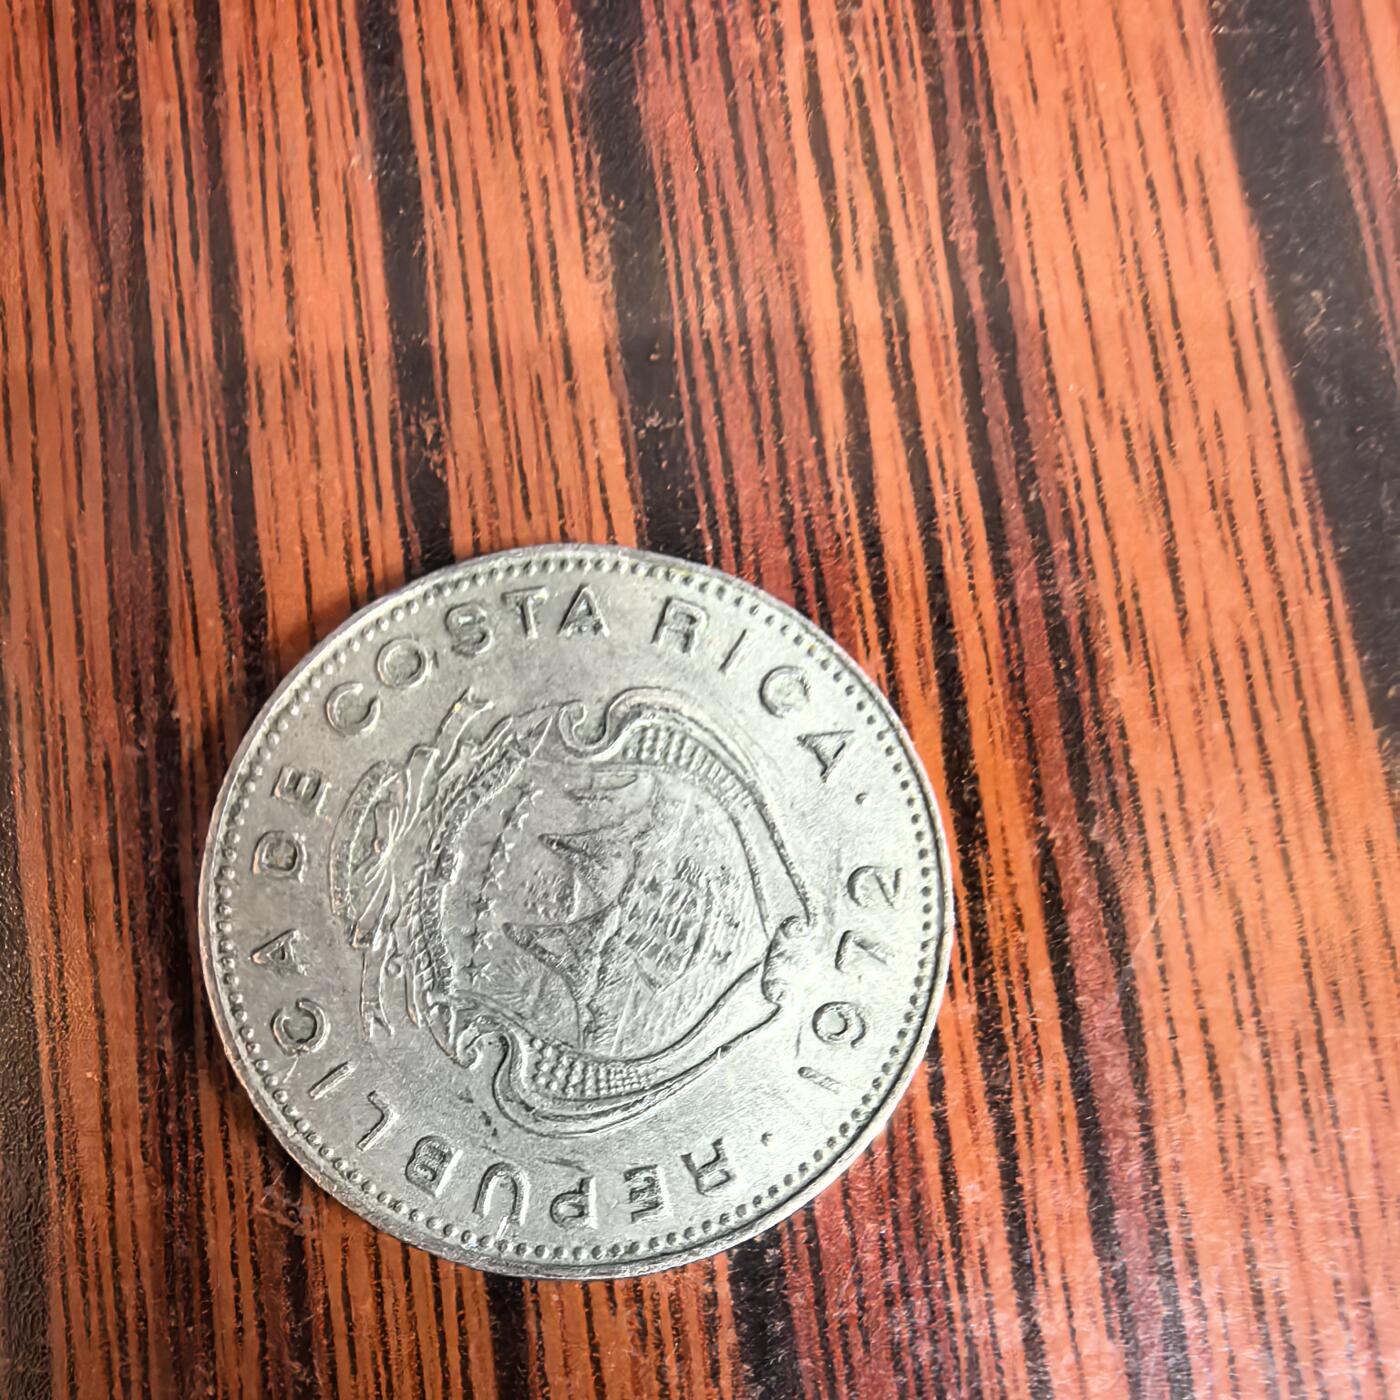 REPUBLICA DE COSTA RICA
· 1972 ·